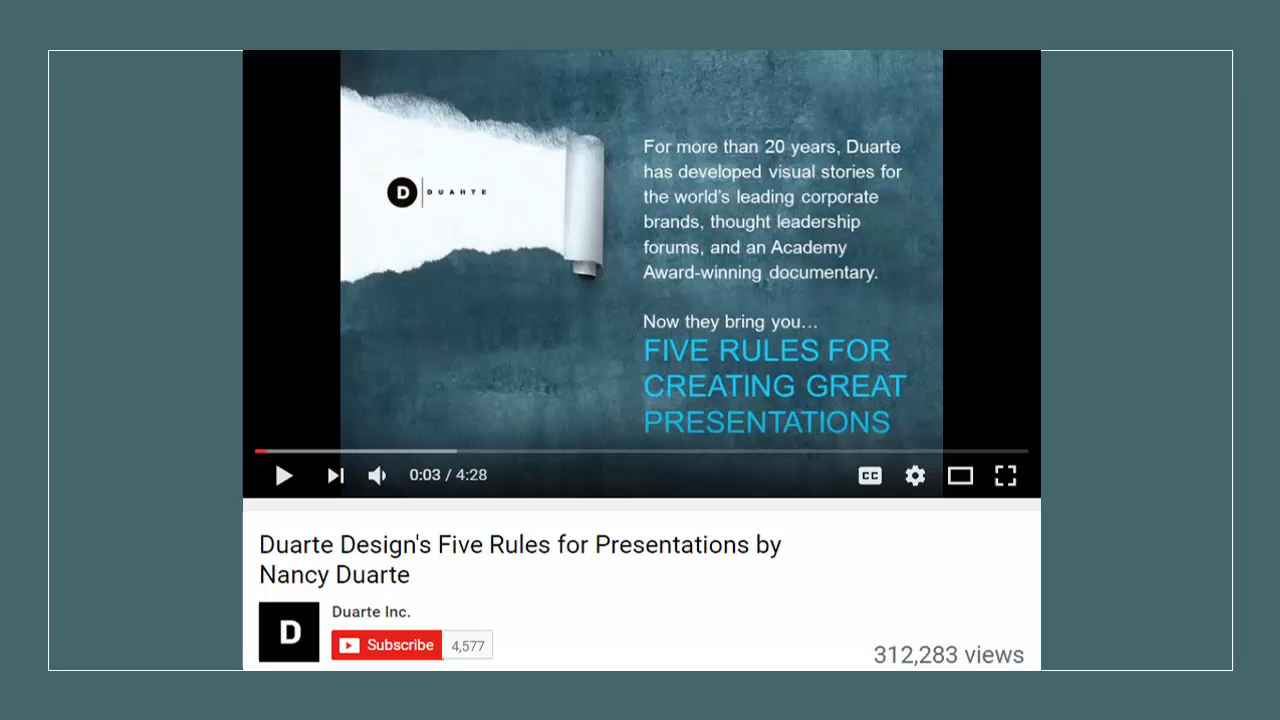 D DUARTE
For more than 20 years, Duarte
has developed visual stories for
the world's leading corporate
brands, thought leadership
forums, and an Academy
Award-winning documentary.
Now they bring you…
FIVE RULES FOR
CREATING GREAT
PRESENTATIONS
0:03 / 4:28
CC
Duarte Design's Five Rules for Presentations by
Nancy Duarte
D
Duarte Inc.
Subscribe 4,577
312,283 views